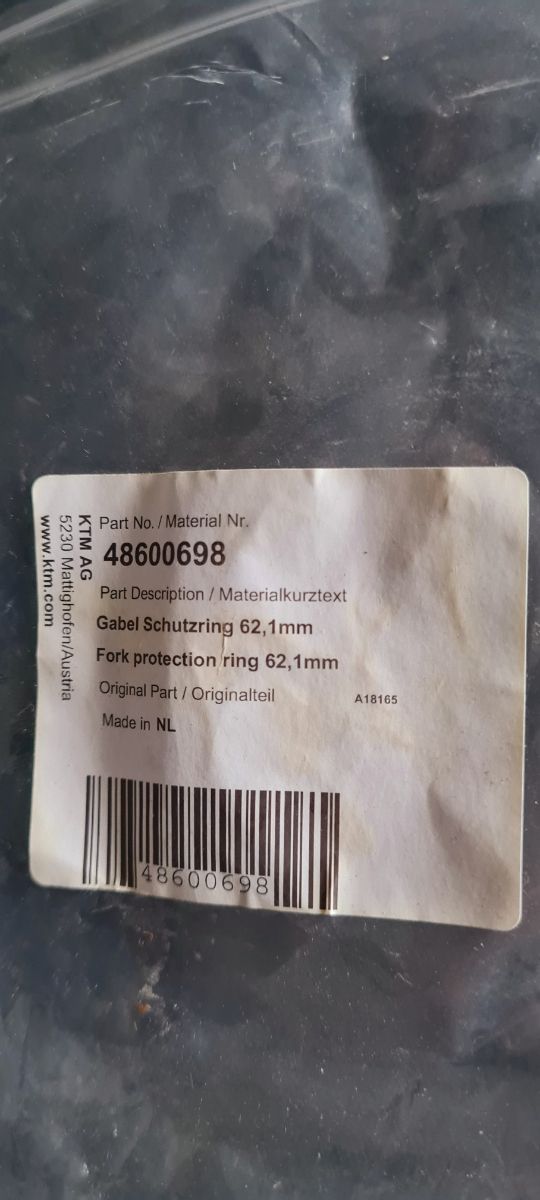 KTM AG
5230 Mattighofen/Austria
www.ktm.com
Part No. / Material Nr.
48600698
Part Description / Materialkurztext
Gabel Schutzring 62,1mm
Fork protection ring 62,1mm
Original Part / Originalteil A18165
Made in NL
48600698